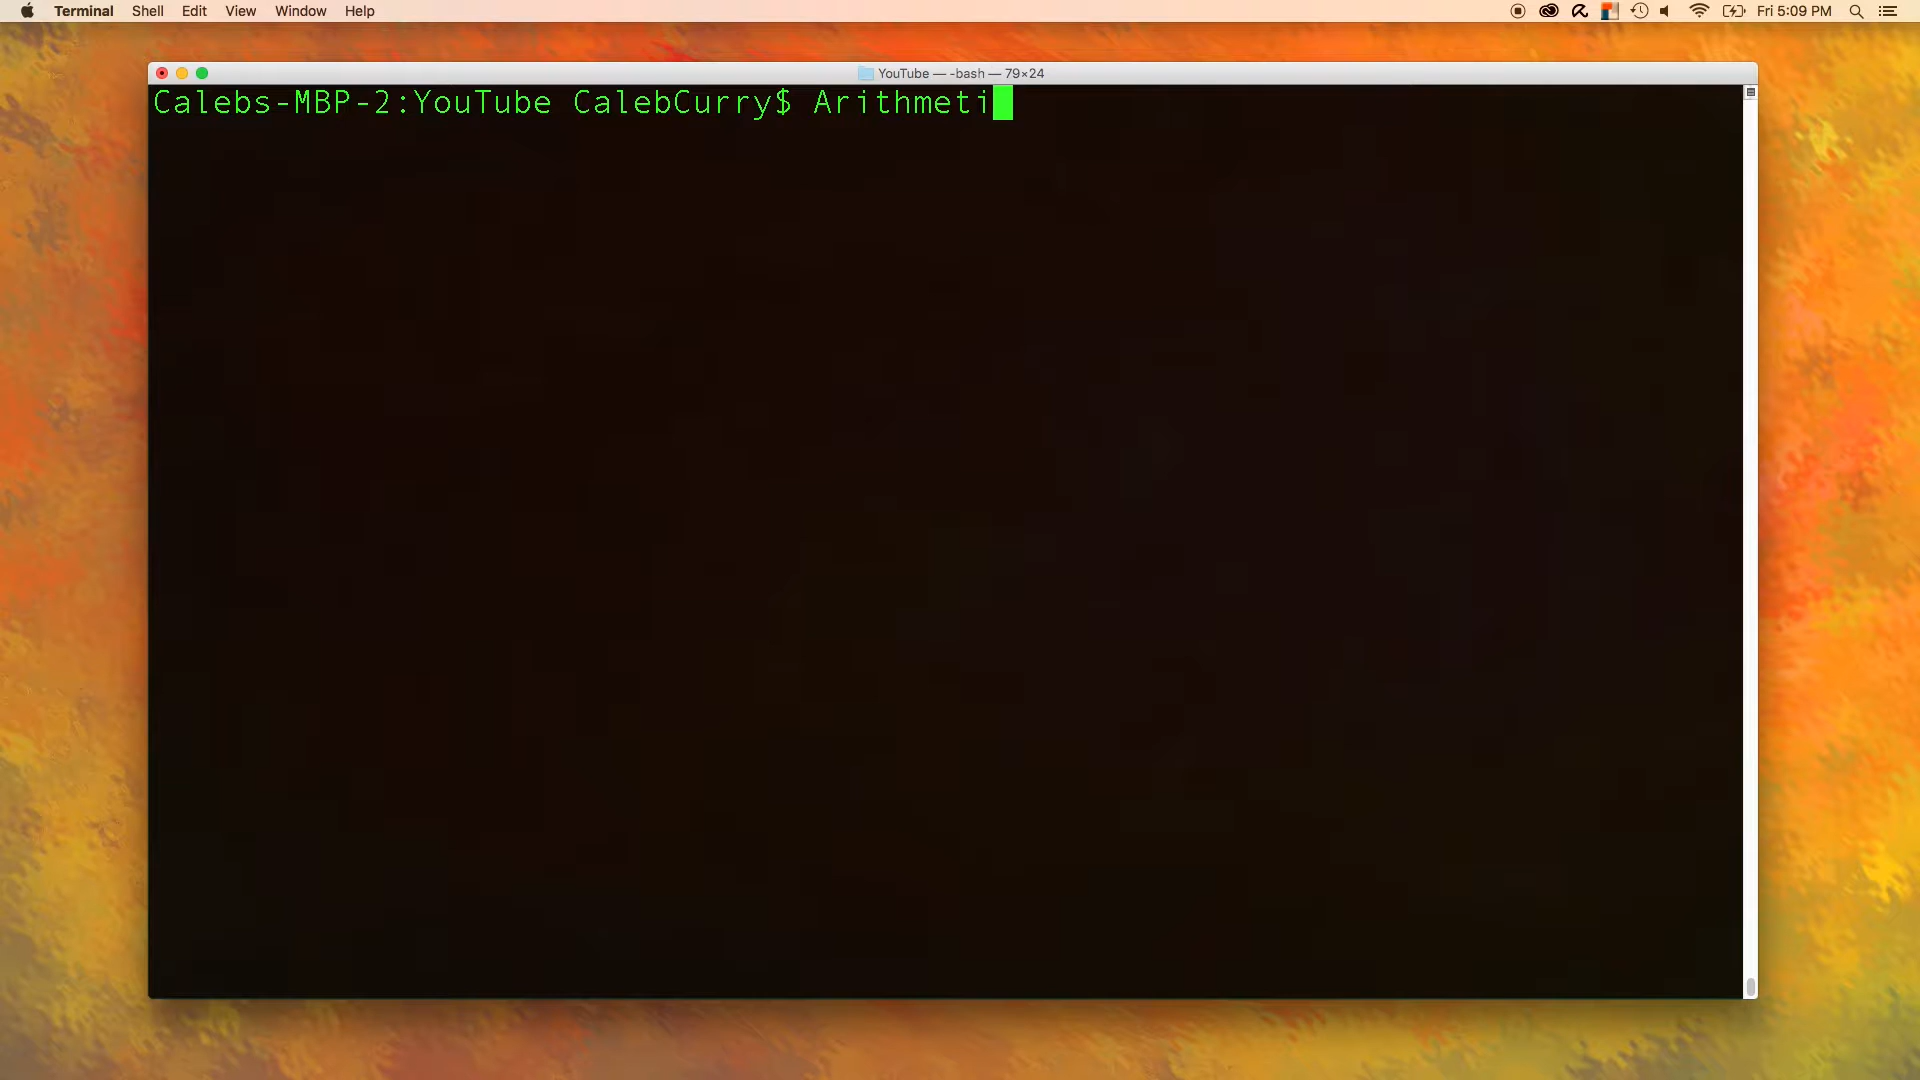 Terminal Shell Edit View Window Help Fri 5:09 PM
YouTube — -bash — 79×24
Calebs-MBP-2:YouTube CalebCurry$ Arithmeti